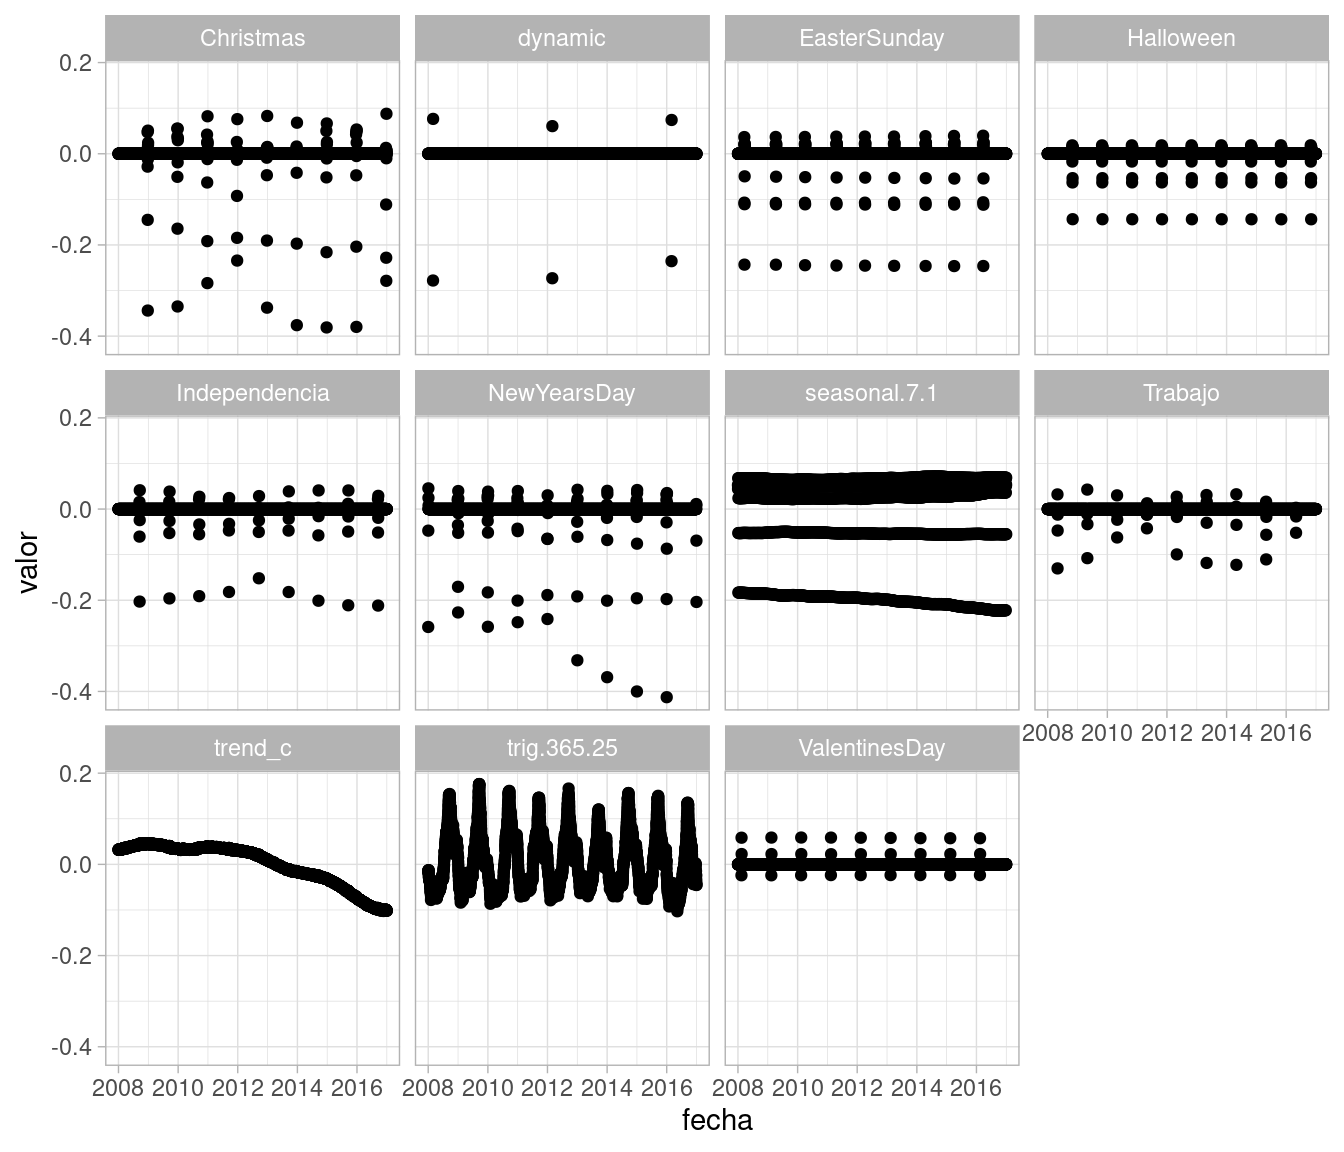 Christmas dynamic EasterSunday Halloween
0.2
0.0
-0.2
-0.4
Independencia NewYearsDay seasonal.7.1 Trabajo
0.2
0.0
-0.2
-0.4
2008 2010 2012 2014 2016
trend_c trig.365.25 ValentinesDay
0.2
0.0
-0.2
-0.4
2008 2010 2012 2014 2016 2008 2010 2012 2014 2016 2008 2010 2012 2014 2016
fecha
valor